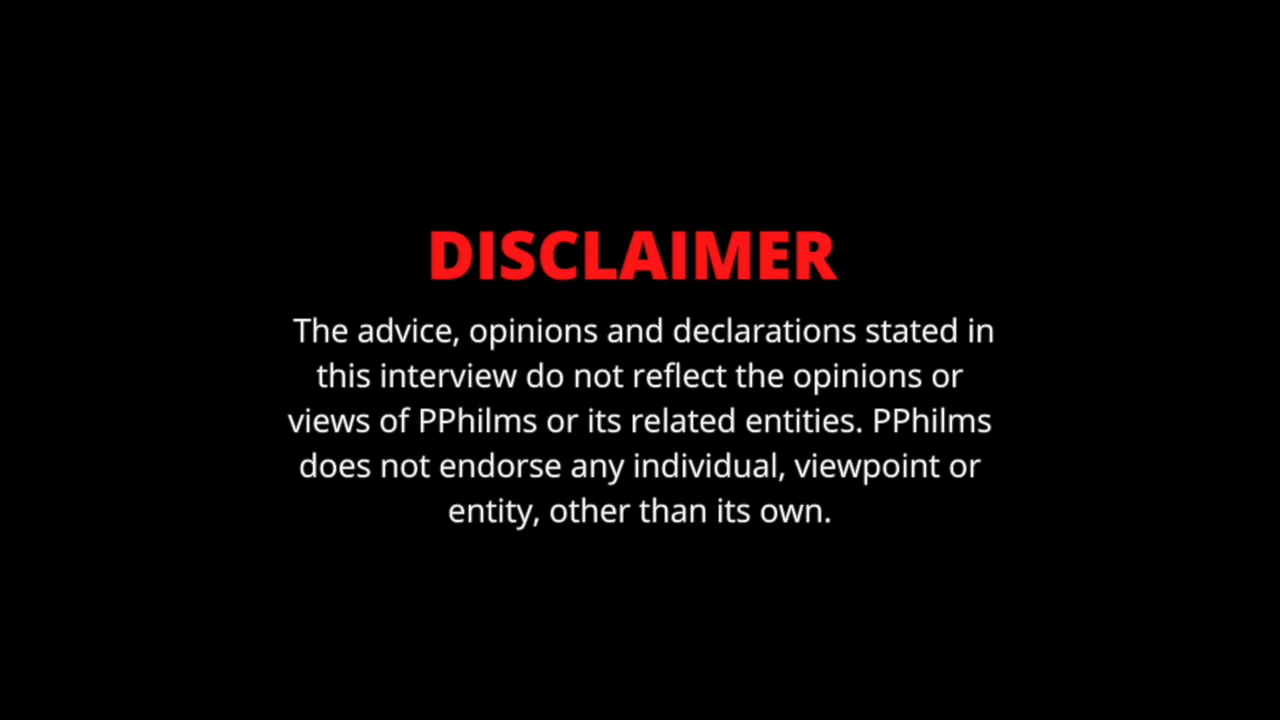 DISCLAIMER
The advice, opinions and declarations stated in
this interview do not reflect the opinions or
views of PPhilms or its related entities. PPhilms
does not endorse any individual, viewpoint or
entity, other than its own.